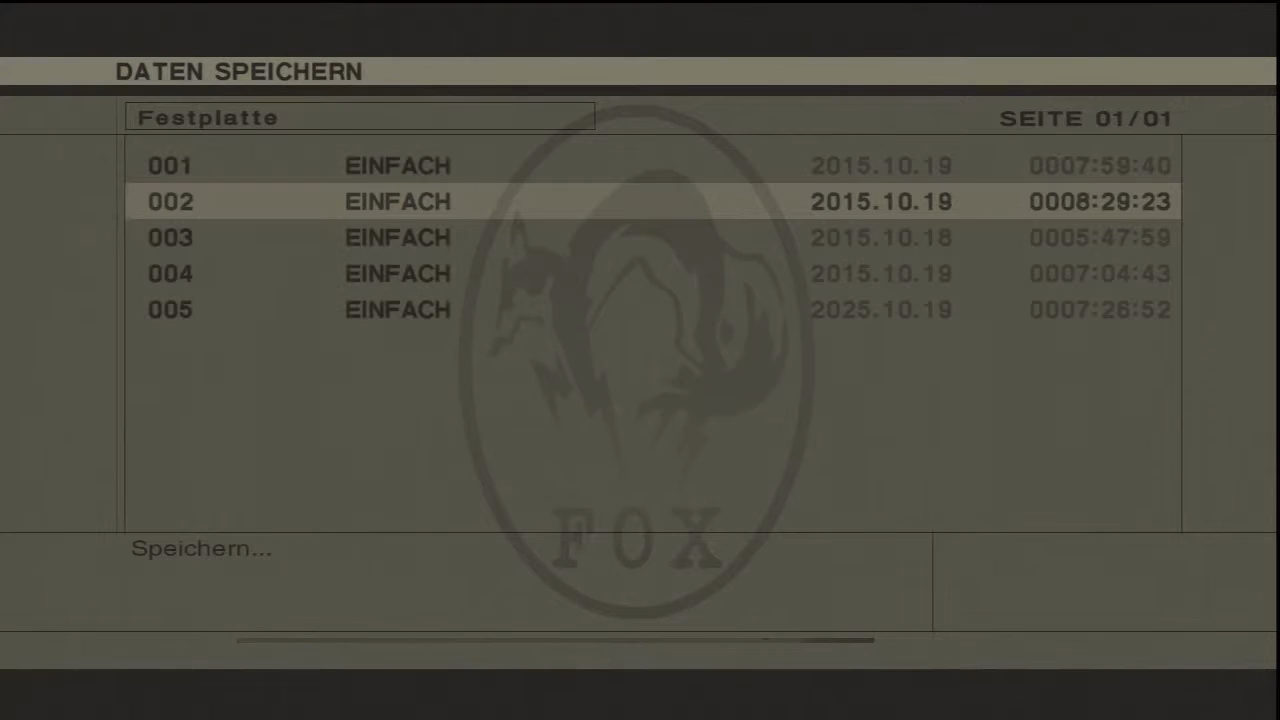 DATEN SPEICHERN
Festplatte SEITE 01/01
001 EINFACH 2015.10.19 0007:59:40
002 EINFACH 2015.10.19 0008:29:23
003 EINFACH 2015.10.18 0005:47:59
004 EINFACH 2015.10.19 0007:04:43
005 EINFACH 2025.10.19 0007:26:52
FOX
Speichern...